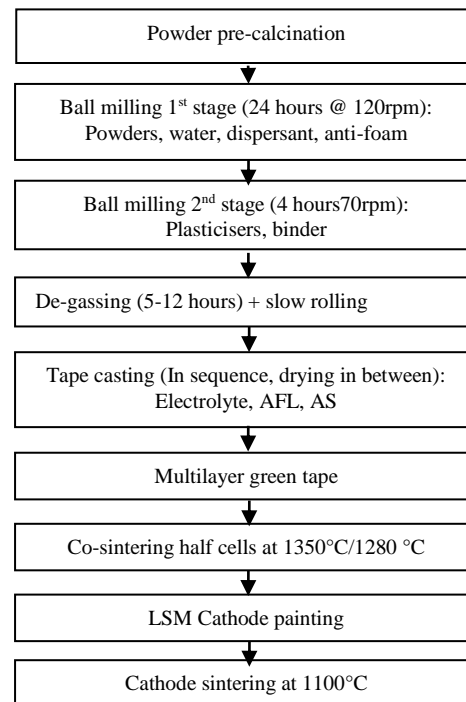 Powder pre-calcination
Ball milling 1st stage (24 hours @ 120rpm):
Powders, water, dispersant, anti-foam
Ball milling 2nd stage (4 hours70rpm):
Plasticisers, binder
De-gassing (5-12 hours) + slow rolling
Tape casting (In sequence, drying in between):
Electrolyte, AFL, AS
Multilayer green tape
Co-sintering half cells at 1350°C/1280 °C
LSM Cathode painting
Cathode sintering at 1100°C